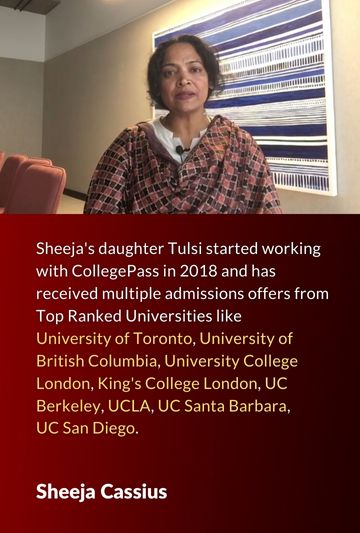 Sheeja's daughter Tulsi started working
with CollegePass in 2018 and has
received multiple admissions offers from
Top Ranked Universities like
University of Toronto, University of
British Columbia, University College
London, King's College London, UC
Berkeley, UCLA, UC Santa Barbara,
UC San Diego.
Sheeja Cassius